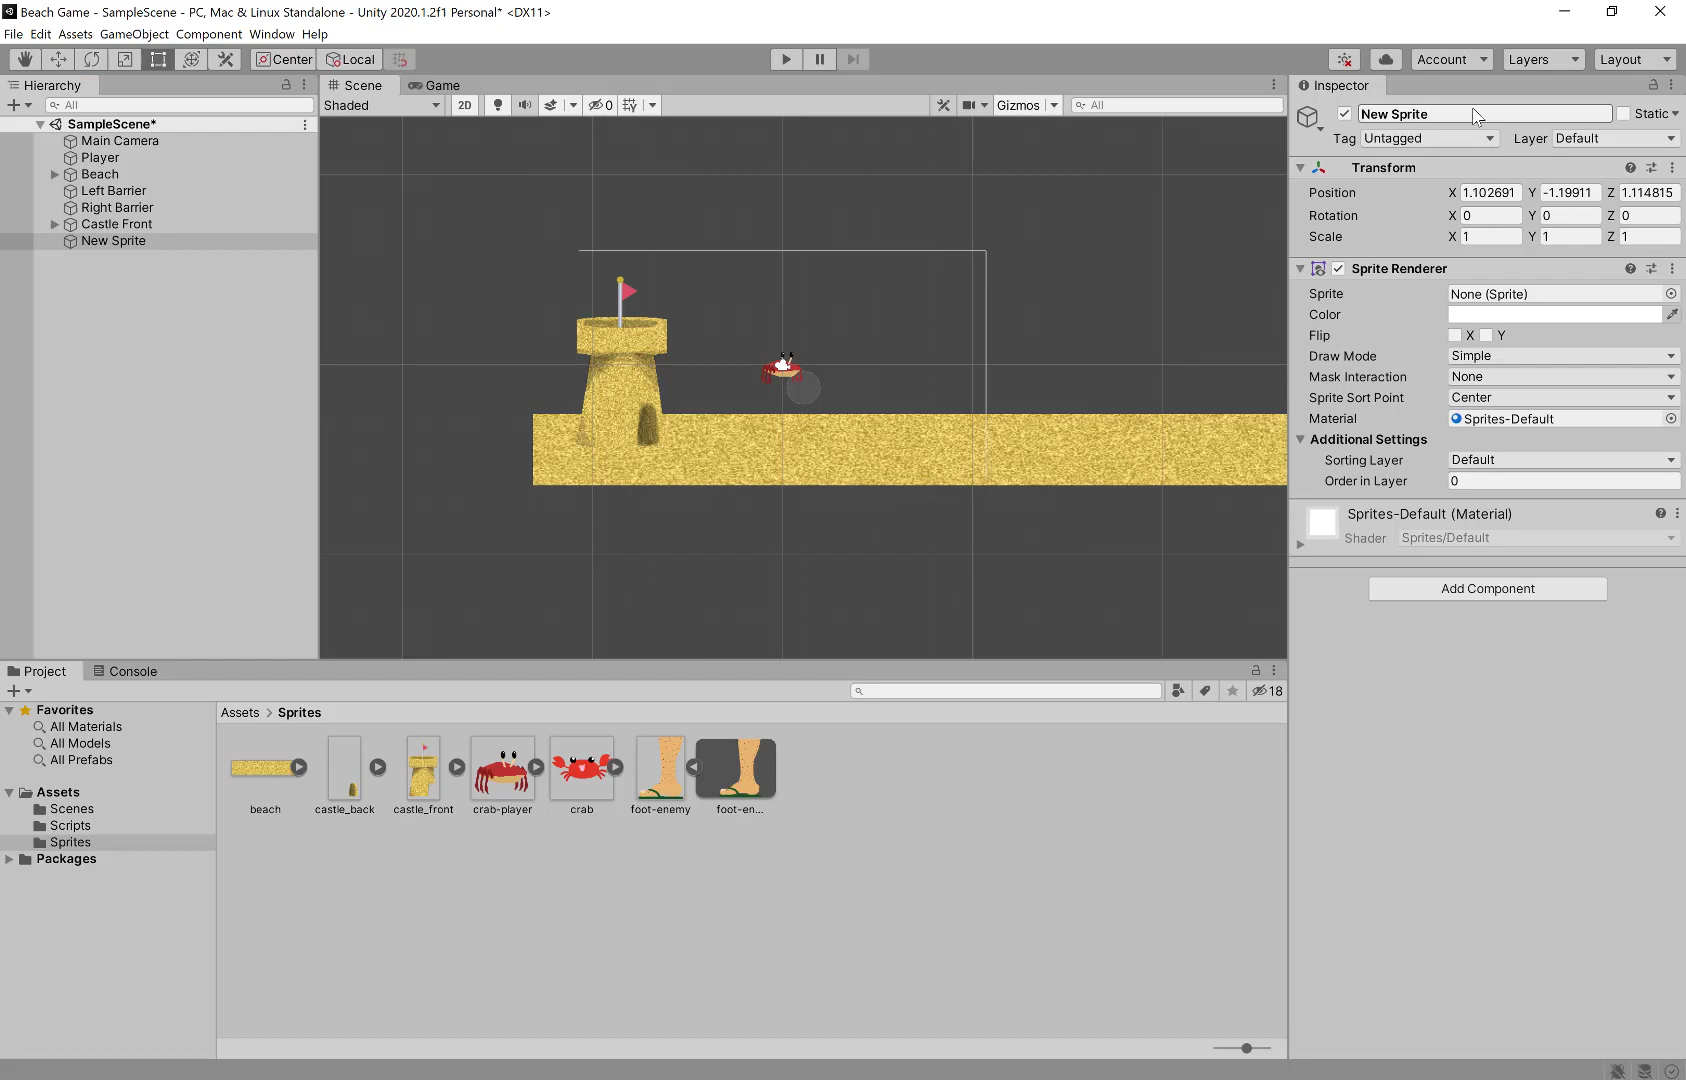 Beach Game - SampleScene - PC, Mac & Linux Standalone - Unity 2020.1.2f1 Personal* <DX11>
File Edit Assets GameObject Component Window Help
Center Local Account Layers Layout
Hierarchy
All
SampleScene*
Main Camera
Player
Beach
Left Barrier
Right Barrier
Castle Front
New Sprite
Scene Game
Shaded 2D 0 Gizmos All
Inspector
New Sprite Static
Tag Untagged Layer Default
Transform
Position X 1.102691 Y -1.19911 Z 1.114815
Rotation X 0 Y 0 Z 0
Scale X 1 Y 1 Z 1
Sprite Renderer
Sprite None (Sprite)
Color
Flip X Y
Draw Mode Simple
Mask Interaction None
Sprite Sort Point Center
Material Sprites-Default
Additional Settings
Sorting Layer Default
Order in Layer 0
Sprites-Default (Material)
Shader Sprites/Default
Add Component
Project Console
18
Favorites
All Materials
All Models
All Prefabs
Assets
Scenes
Scripts
Sprites
Packages
Assets > Sprites
beach castle_back castle_front crab-player crab foot-enemy foot-en...